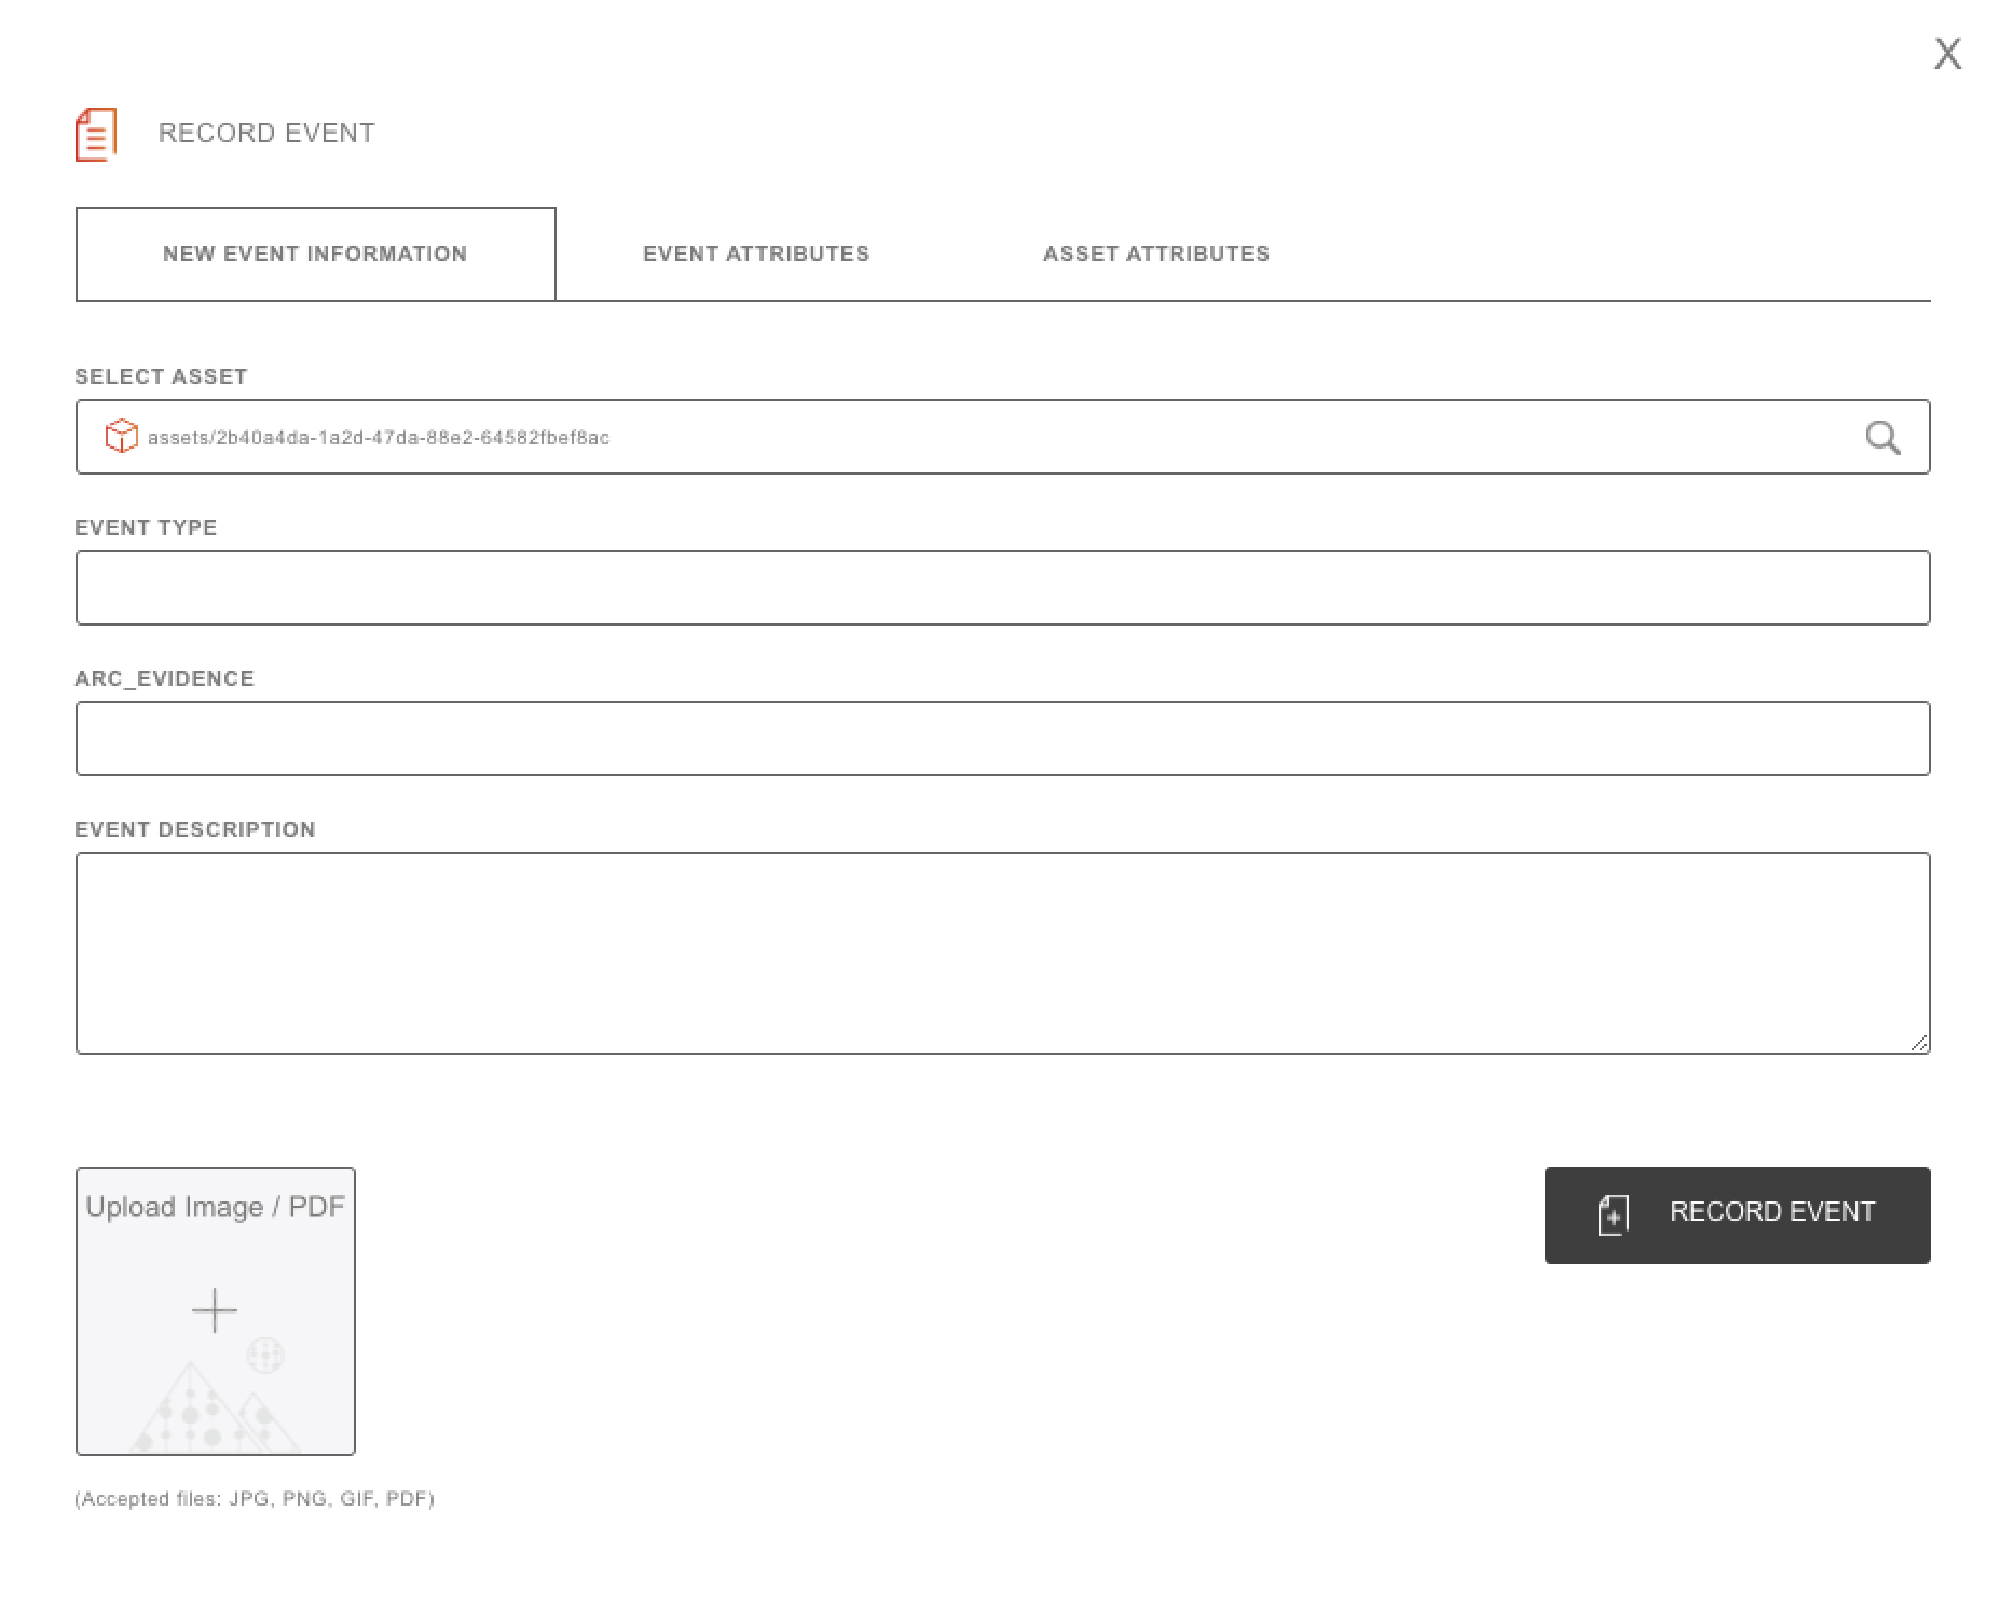 X
RECORD EVENT
NEW EVENT INFORMATION EVENT ATTRIBUTES ASSET ATTRIBUTES
SELECT ASSET
assets/2b40a4da-1a2d-47da-88e2-64582fbef8ac
EVENT TYPE
ARC_EVIDENCE
EVENT DESCRIPTION
Upload Image / PDF
RECORD EVENT
(Accepted files: JPG, PNG, GIF, PDF)